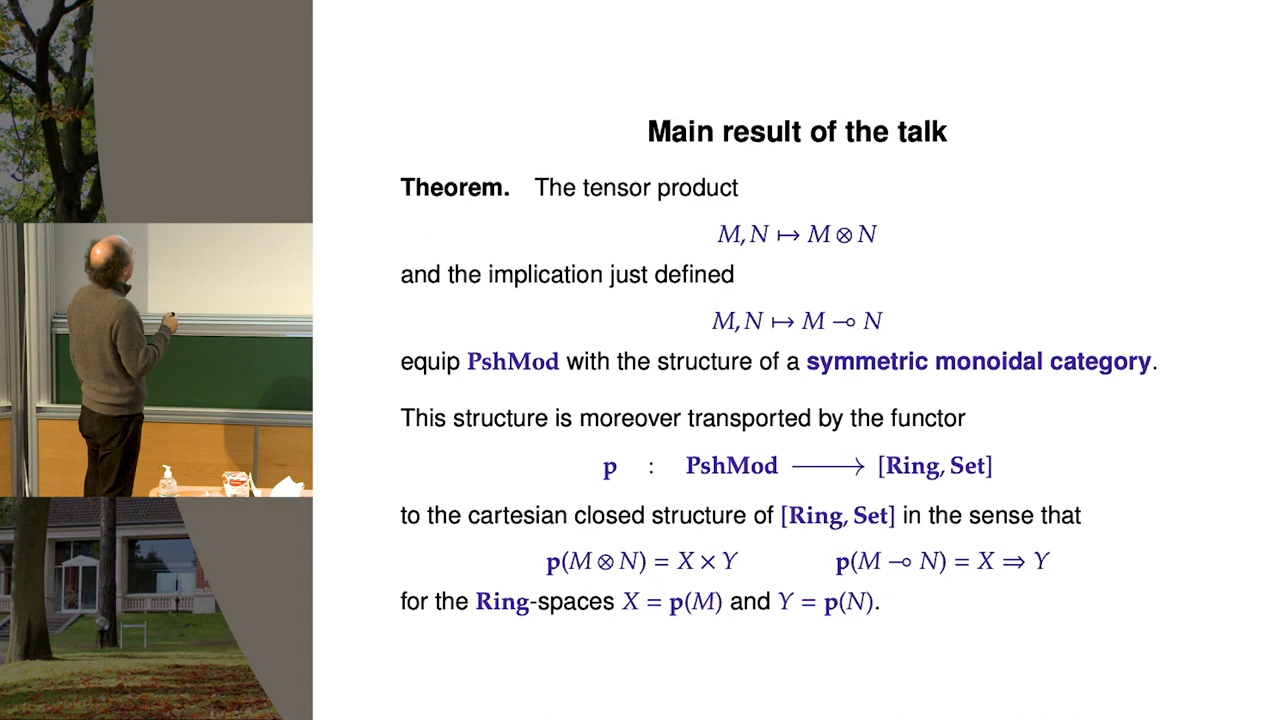 Main result of the talk
Theorem. The tensor product
M, N ↦ M ⊗ N
and the implication just defined
M, N ↦ M ⊸ N
equip PshMod with the structure of a symmetric monoidal category.
This structure is moreover transported by the functor
p : PshMod ⟶ [Ring, Set]
to the cartesian closed structure of [Ring, Set] in the sense that
p(M ⊗ N) = X × Y p(M ⊸ N) = X ⇒ Y
for the Ring-spaces X = p(M) and Y = p(N).